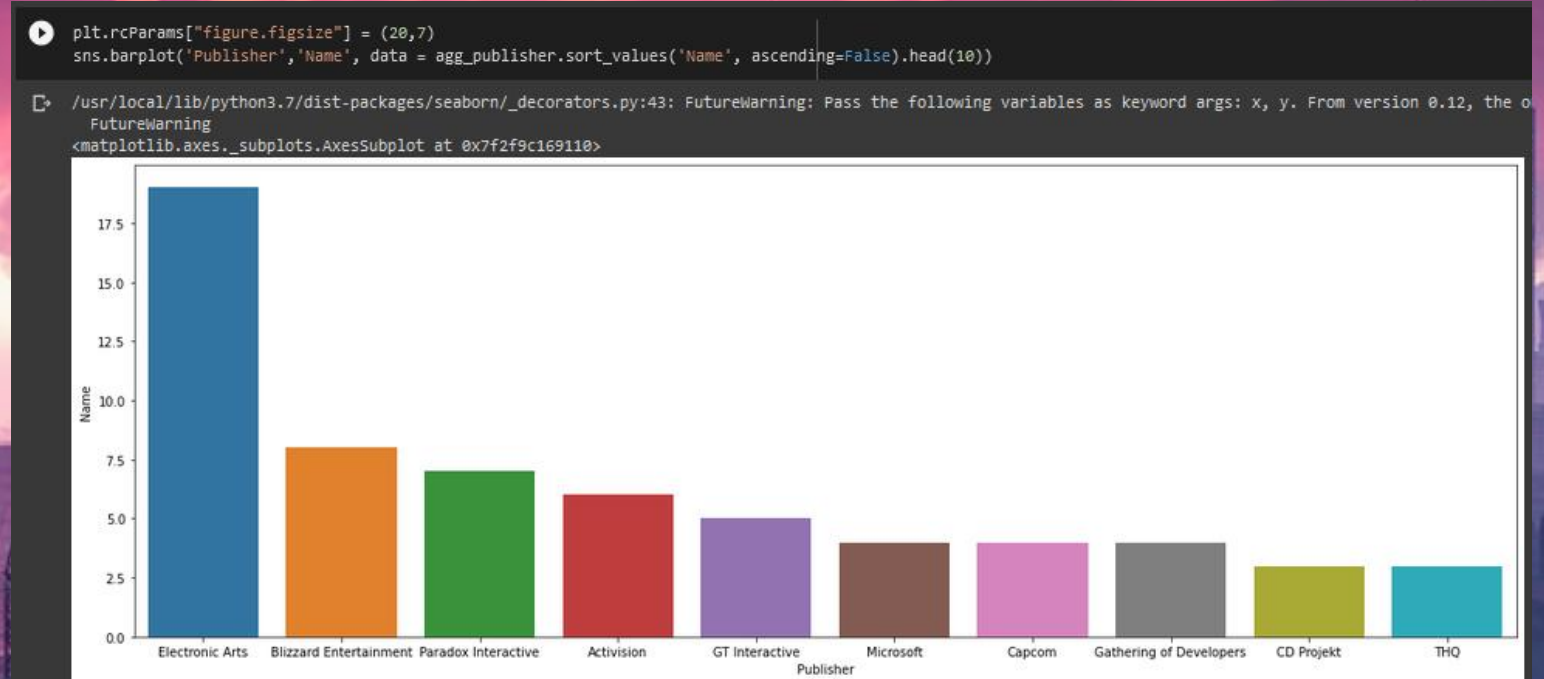 plt.rcParams["figure.figsize"] = (20,7)
sns.barplot('Publisher','Name', data = agg_publisher.sort_values('Name', ascending=False).head(10))
/usr/local/lib/python3.7/dist-packages/seaborn/_decorators.py:43: FutureWarning: Pass the following variables as keyword args: x, y. From version 0.12, the
FutureWarning
<matplotlib.axes._subplots.AxesSubplot at 0x7f2f9c169110>
17.5
15.0
12.5
10.0
7.5
5.0
2.5
0.0
Name
Electronic Arts Blizzard Entertainment Paradox Interactive Activision GT Interactive Microsoft Capcom Gathering of Developers CD Projekt THQ
Publisher